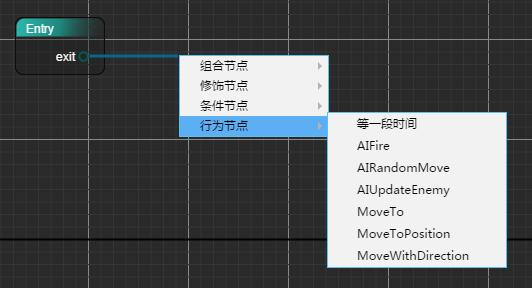 Entry
exit
组合节点
修饰节点
条件节点
行为节点
等一段时间
AIFire
AIRandomMove
AIUpdateEnemy
MoveTo
MoveToPosition
MoveWithDirection